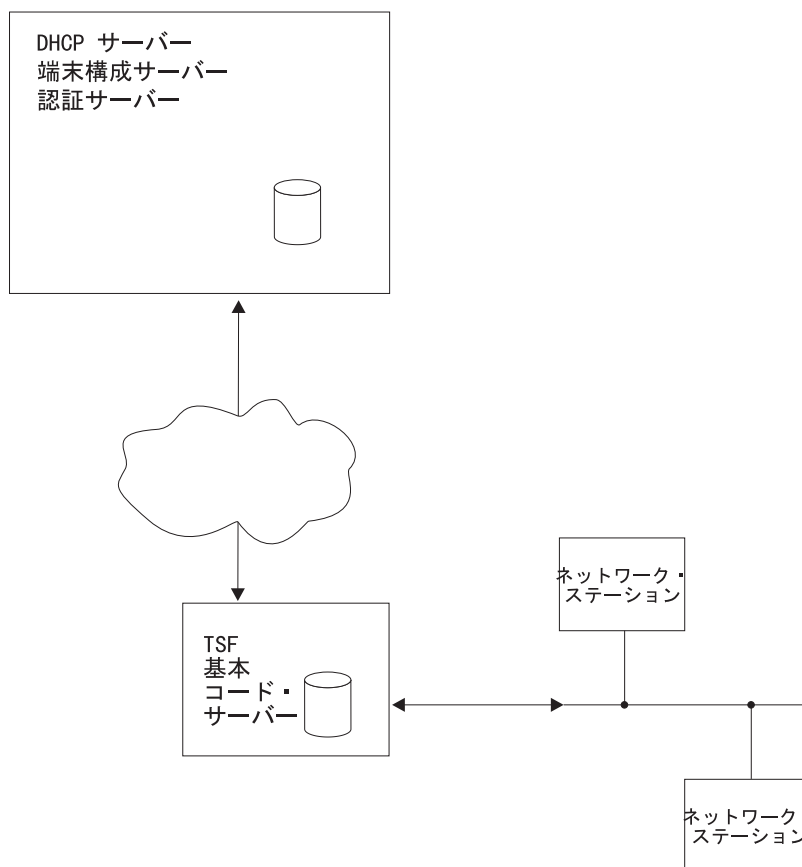 DHCP サーバー
端末構成サーバー
認証サーバー
ネットワーク・
ステーション
TSF
基本
コード・
サーバー
ネットワーク・
ステーション